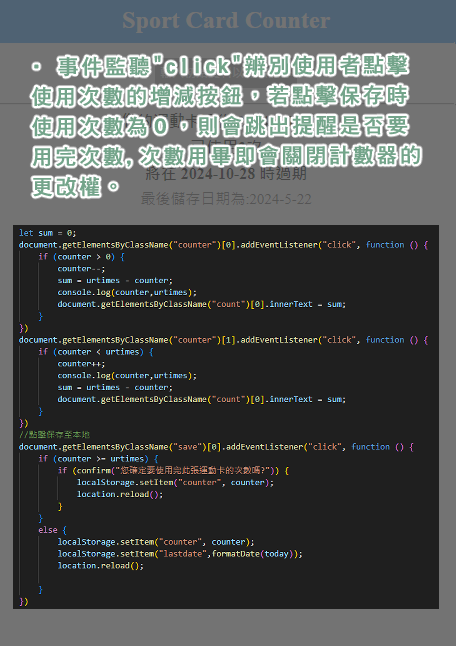 Sport Card Counter
• 事件監聽"click"辨別使用者點擊
使用次數的增減按鈕，若點擊保存時
使用次數為0，則會跳出提醒是否要
用完次數, 次數用畢即會關閉計數器的
更改權。
將在 2024-10-28 時過期
最後儲存日期為:2024-5-22
let sum = 0;
document.getElementsByClassName("counter")[0].addEventListener("click", function () {
    if (counter > 0) {
        counter--;
        sum = urtimes - counter;
        console.log(counter,urtimes);
        document.getElementsByClassName("count")[0].innerText = sum;
    }
})
document.getElementsByClassName("counter")[1].addEventListener("click", function () {
    if (counter < urtimes) {
        counter++;
        console.log(counter,urtimes);
        sum = urtimes - counter;
        document.getElementsByClassName("count")[0].innerText = sum;
    }
})
//點擊保存至本地
document.getElementsByClassName("save")[0].addEventListener("click", function () {
    if (counter >= urtimes) {
        if (confirm("您確定要使用完此張運動卡的次數嗎?")) {
            localStorage.setItem("counter", counter);
            location.reload();
        }
    }
    else {
        localStorage.setItem("counter", counter);
        localStorage.setItem("lastdate",formatDate(today));
        location.reload();
    }
})